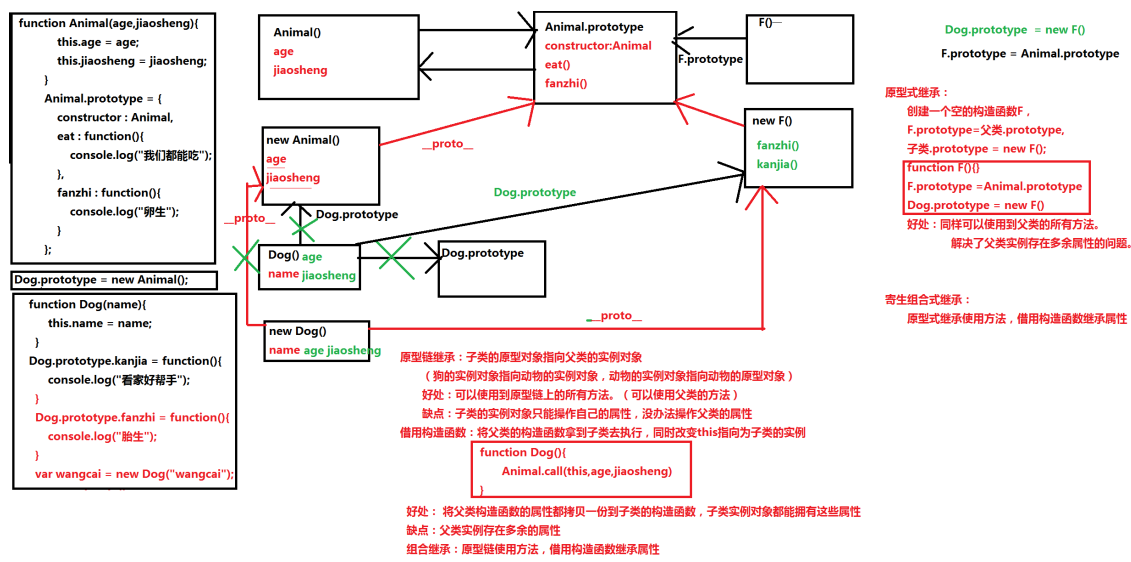 function Animal(age,jiaosheng){
this.age = age;
this.jiaosheng = jiaosheng;
}
Animal.prototype = {
constructor : Animal,
eat : function(){
console.log("我们都能吃");
},
fanzhi : function(){
console.log("卵生");
}
};
Dog.prototype = new Animal();
function Dog(name){
this.name = name;
}
Dog.prototype.kanjia = function(){
console.log("看家好帮手");
}
Dog.prototype.fanzhi = function(){
console.log("胎生");
}
var wangcai = new Dog("wangcai");
Animal()
age
jiaosheng
Animal.prototype
constructor:Animal
eat()
fanzhi()
F()
F.prototype
new Animal()
age
jiaosheng
__proto__
new F()
fanzhi()
kanjia()
Dog.prototype
__proto__
Dog.prototype
Dog() age
name jiaosheng
Dog.prototype
__proto__
new Dog()
name age jiaosheng
原型链继承：子类的原型对象指向父类的实例对象
（狗的实例对象指向动物的实例对象，动物的实例对象指向动物的原型对象）
好处：可以使用到原型链上的所有方法。（可以使用父类的方法）
缺点：子类的实例对象只能操作自己的属性，没办法操作父类的属性
借用构造函数：将父类的构造函数拿到子类去执行，同时改变this指向为子类的实例
function Dog(){
Animal.call(this,age,jiaosheng)
}
好处： 将父类构造函数的属性都拷贝一份到子类的构造函数，子类实例对象都能拥有这些属性
缺点：父类实例存在多余的属性
组合继承：原型链使用方法，借用构造函数继承属性
Dog.prototype = new F()
F.prototype = Animal.prototype
原型式继承：
创建一个空的构造函数F，
F.prototype=父类.prototype,
子类.prototype = new F();
function F(){}
F.prototype =Animal.prototype
Dog.prototype = new F()
好处：同样可以使用到父类的所有方法。
解决了父类实例存在多余属性的问题。
寄生组合式继承：
原型式继承使用方法，借用构造函数继承属性